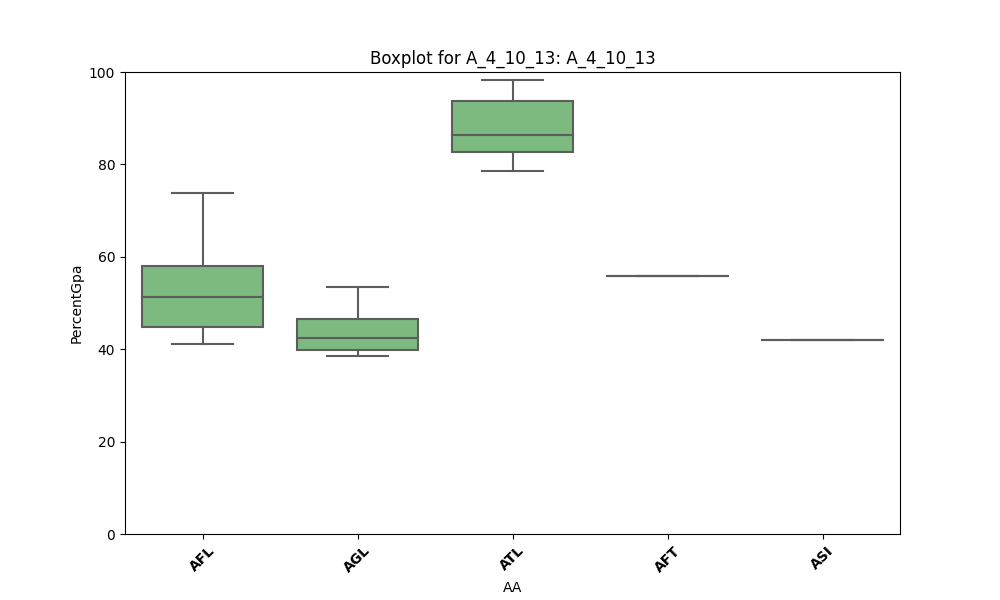 Boxplot for A_4_10_13: A_4_10_13
100
80
60
40
20
0
PercentGpa
AFL
AGL
ATL
AFT
ASI
AA